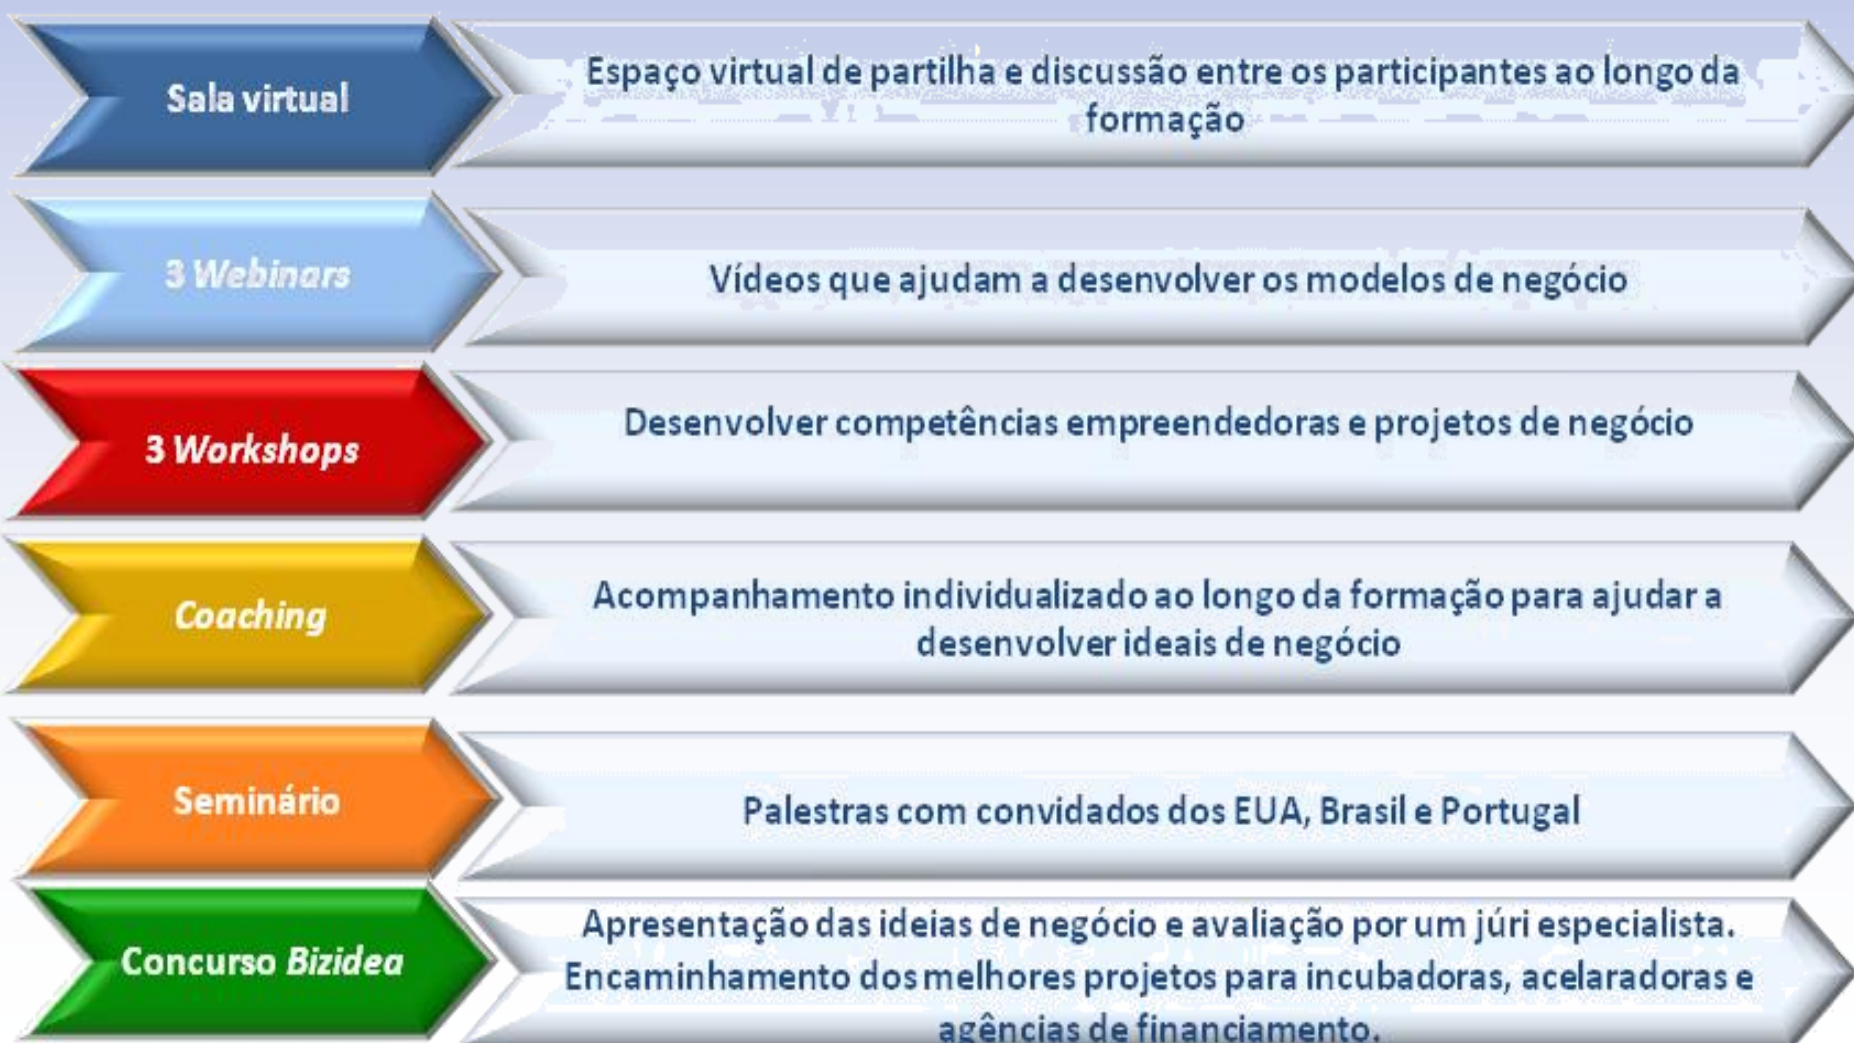 Sala virtual
Espaço virtual de partilha e discussão entre os participantes ao longo da
formação
3 Webinars
Vídeos que ajudam a desenvolver os modelos de negócio
3 Workshops
Desenvolver competências empreendedoras e projetos de negócio
Coaching
Acompanhamento individualizado ao longo da formação para ajudar a
desenvolver ideais de negócio
Seminário
Palestras com convidados dos EUA, Brasil e Portugal
Concurso Bizidea
Apresentação das ideias de negócio e avaliação por um júri especialista.
Encaminhamento dos melhores projetos para incubadoras, acelaradoras e
agências de financiamento.